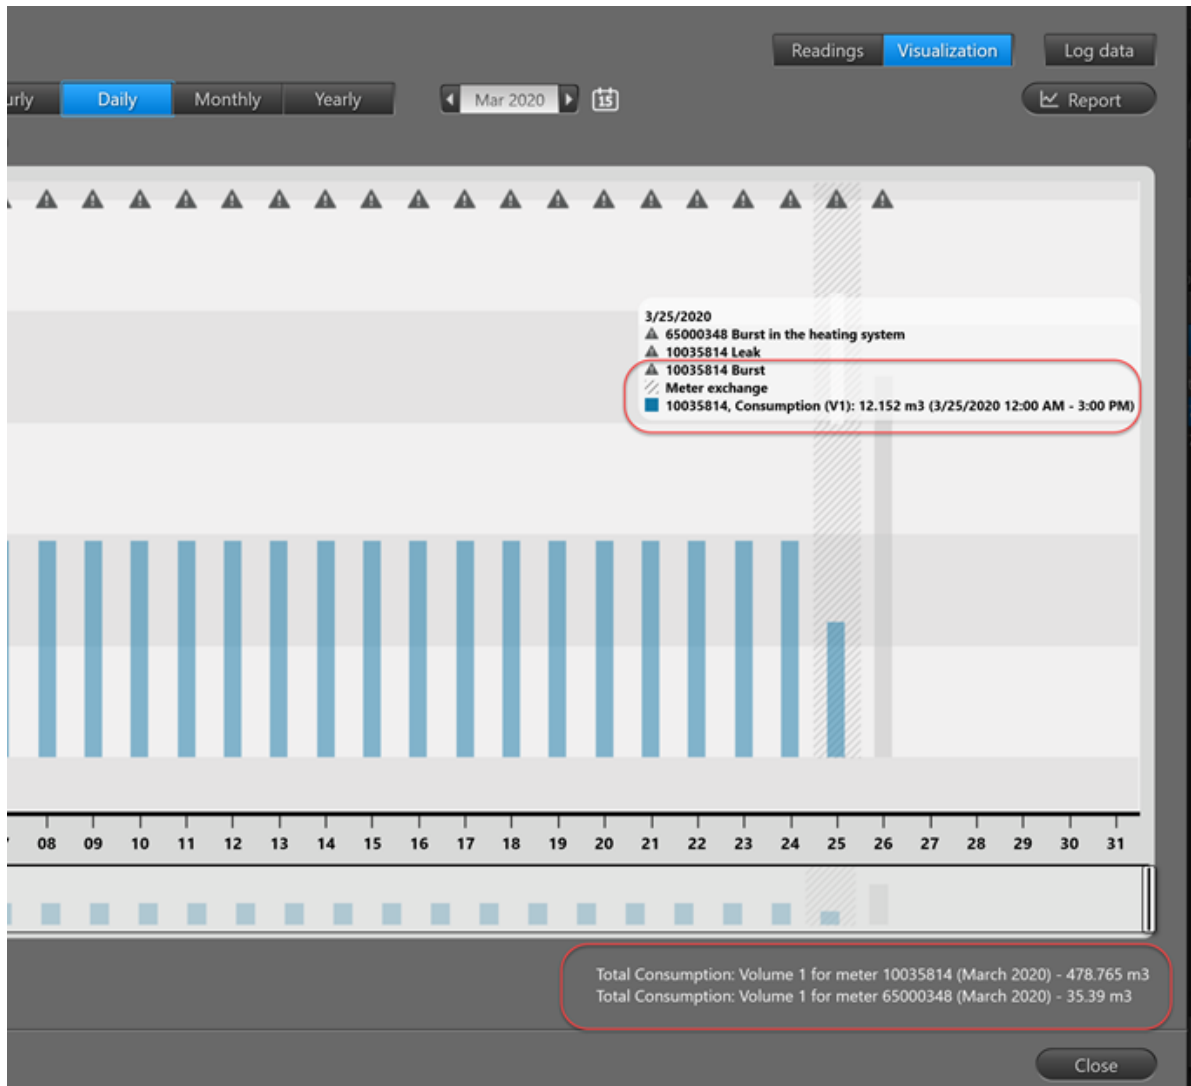 Readings Visualization Log data
urly Daily Monthly Yearly Mar 2020 15 Report
3/25/2020
65000348 Burst in the heating system
10035814 Leak
10035814 Burst
Meter exchange
10035814, Consumption (V1): 12.152 m3 (3/25/2020 12:00 AM - 3:00 PM)
08 09 10 11 12 13 14 15 16 17 18 19 20 21 22 23 24 25 26 27 28 29 30 31
Total Consumption: Volume 1 for meter 10035814 (March 2020) - 478.765 m3
Total Consumption: Volume 1 for meter 65000348 (March 2020) - 35.39 m3
Close